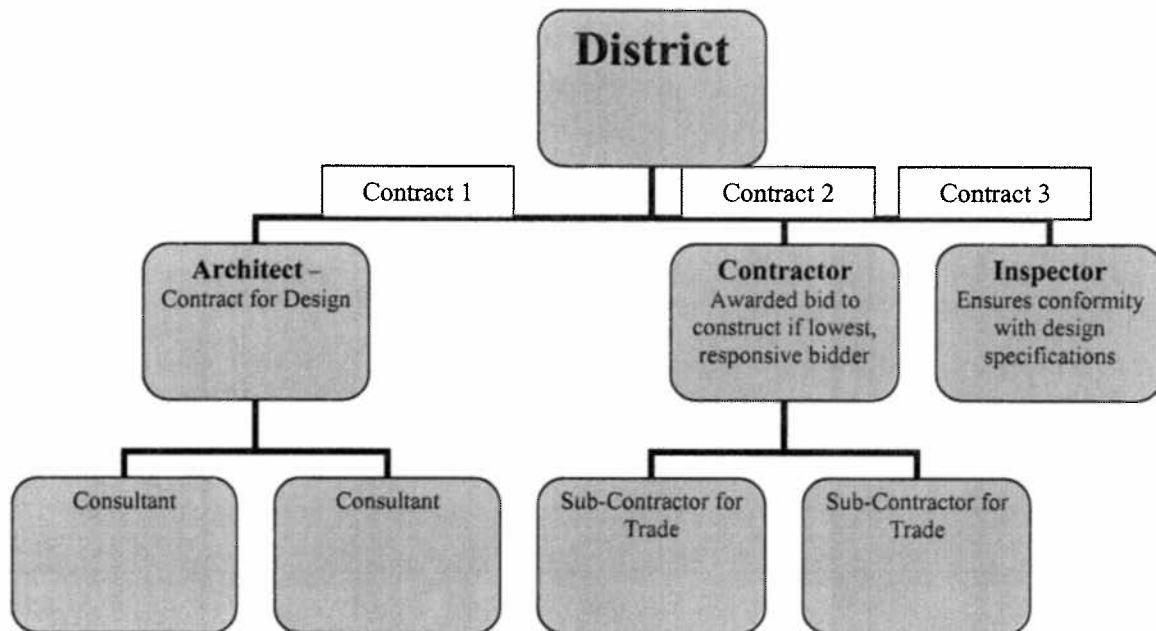 District
Contract 1
Contract 2
Contract 3
Architect –
Contract for Design
Contractor
Awarded bid to
construct if lowest,
responsive bidder
Inspector
Ensures conformity
with design
specifications
Consultant
Consultant
Sub-Contractor for
Trade
Sub-Contractor for
Trade